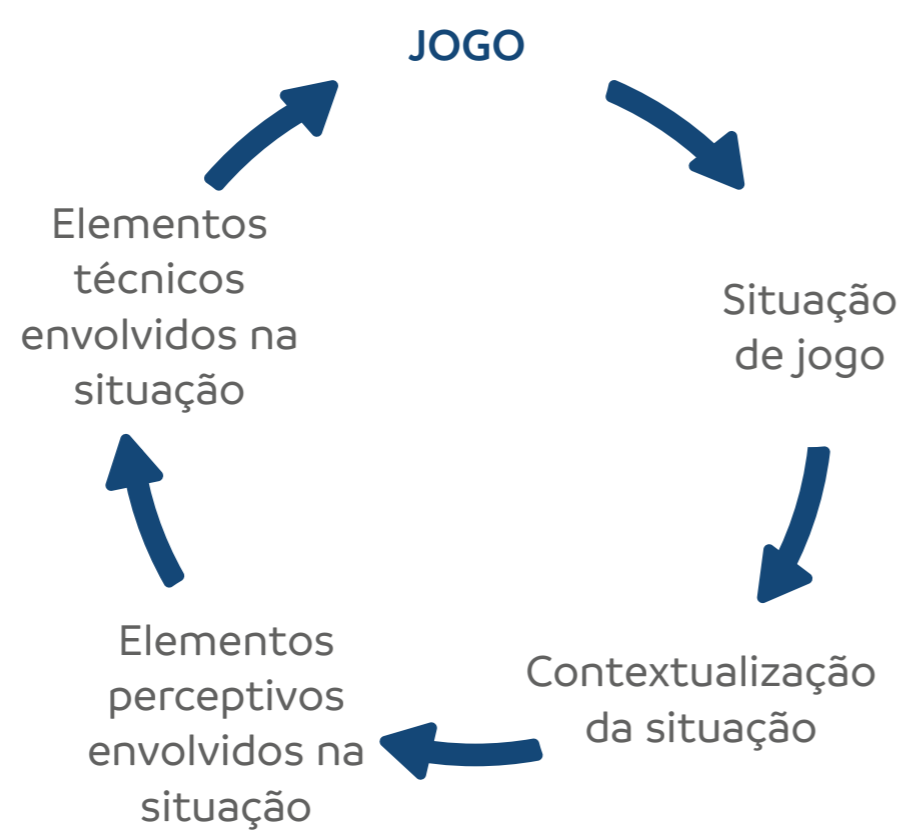 JOGO
Situação
de jogo
Contextualização
da situação
Elementos
perceptivos
envolvidos na
situação
Elementos
técnicos
envolvidos na
situação